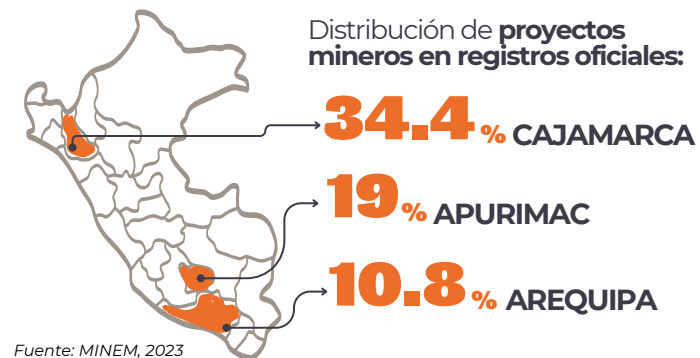 Distribución de proyectos
mineros en registros oficiales:
34.4 % CAJAMARCA
19 % APURIMAC
10.8 % AREQUIPA
Fuente: MINEM, 2023